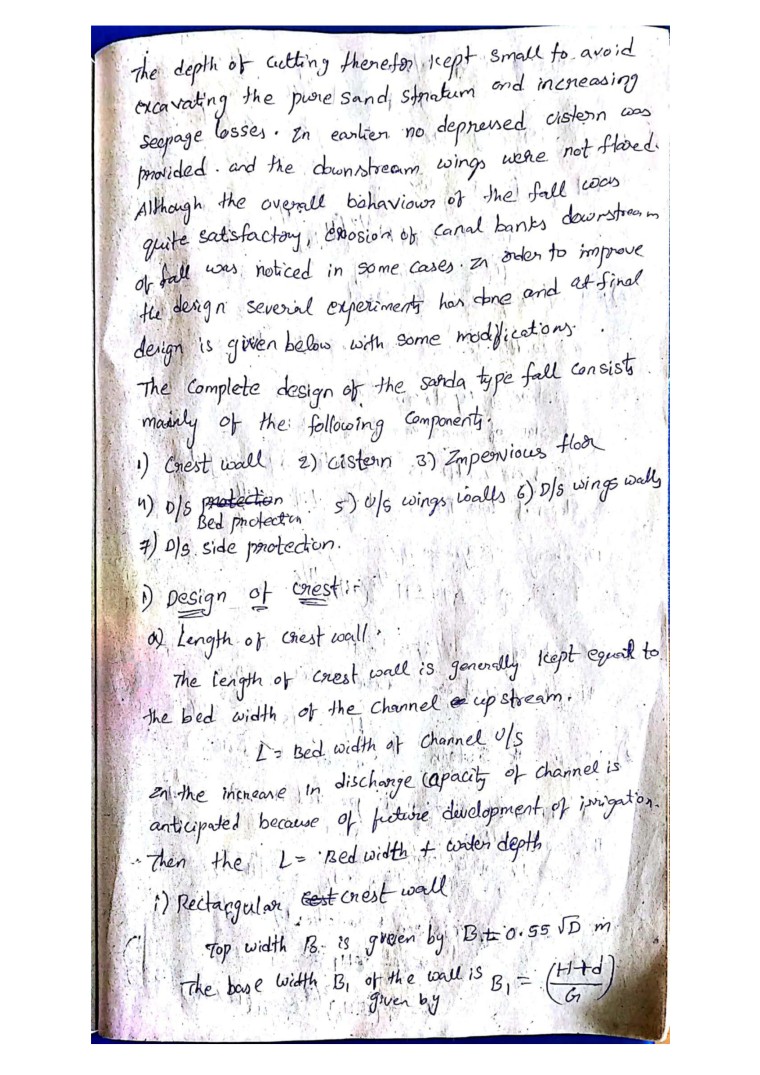 The depth of cutting therefor kept small to avoid
excavating the pure sand stratum and increasing
seepage losses. In earlier no depressed cistern was
provided. and the downstream wings were not flared.
Although the overall behaviour of the fall was
quite satisfactory, erosion of canal banks downstream
of fall was noticed in some cases. In order to improve
the design several experiments has done and at final
design is given below with some modifications.
The Complete design of the sarda type fall consists
mainly of the following Components.
1) Crest wall 2) cistern 3) Impervious floor
4) D/S protection 5) U/S wings walls 6) D/S wings walls
Bed protection
7) D/S side protection.
1) Design of crest:-
a) Length of crest wall.
The length of crest wall is generally kept equal to
the bed width of the channel upstream.
L = Bed width of channel U/S
In the increase in discharge capacity of channel is
anticipated because of future development of irrigation.
Then the L = Bed width + water depth
i) Rectangular crest wall
Top width B is given by B = 0.55 √D m
The base width B₁ of the wall is B₁ = (H+d / G)
given by